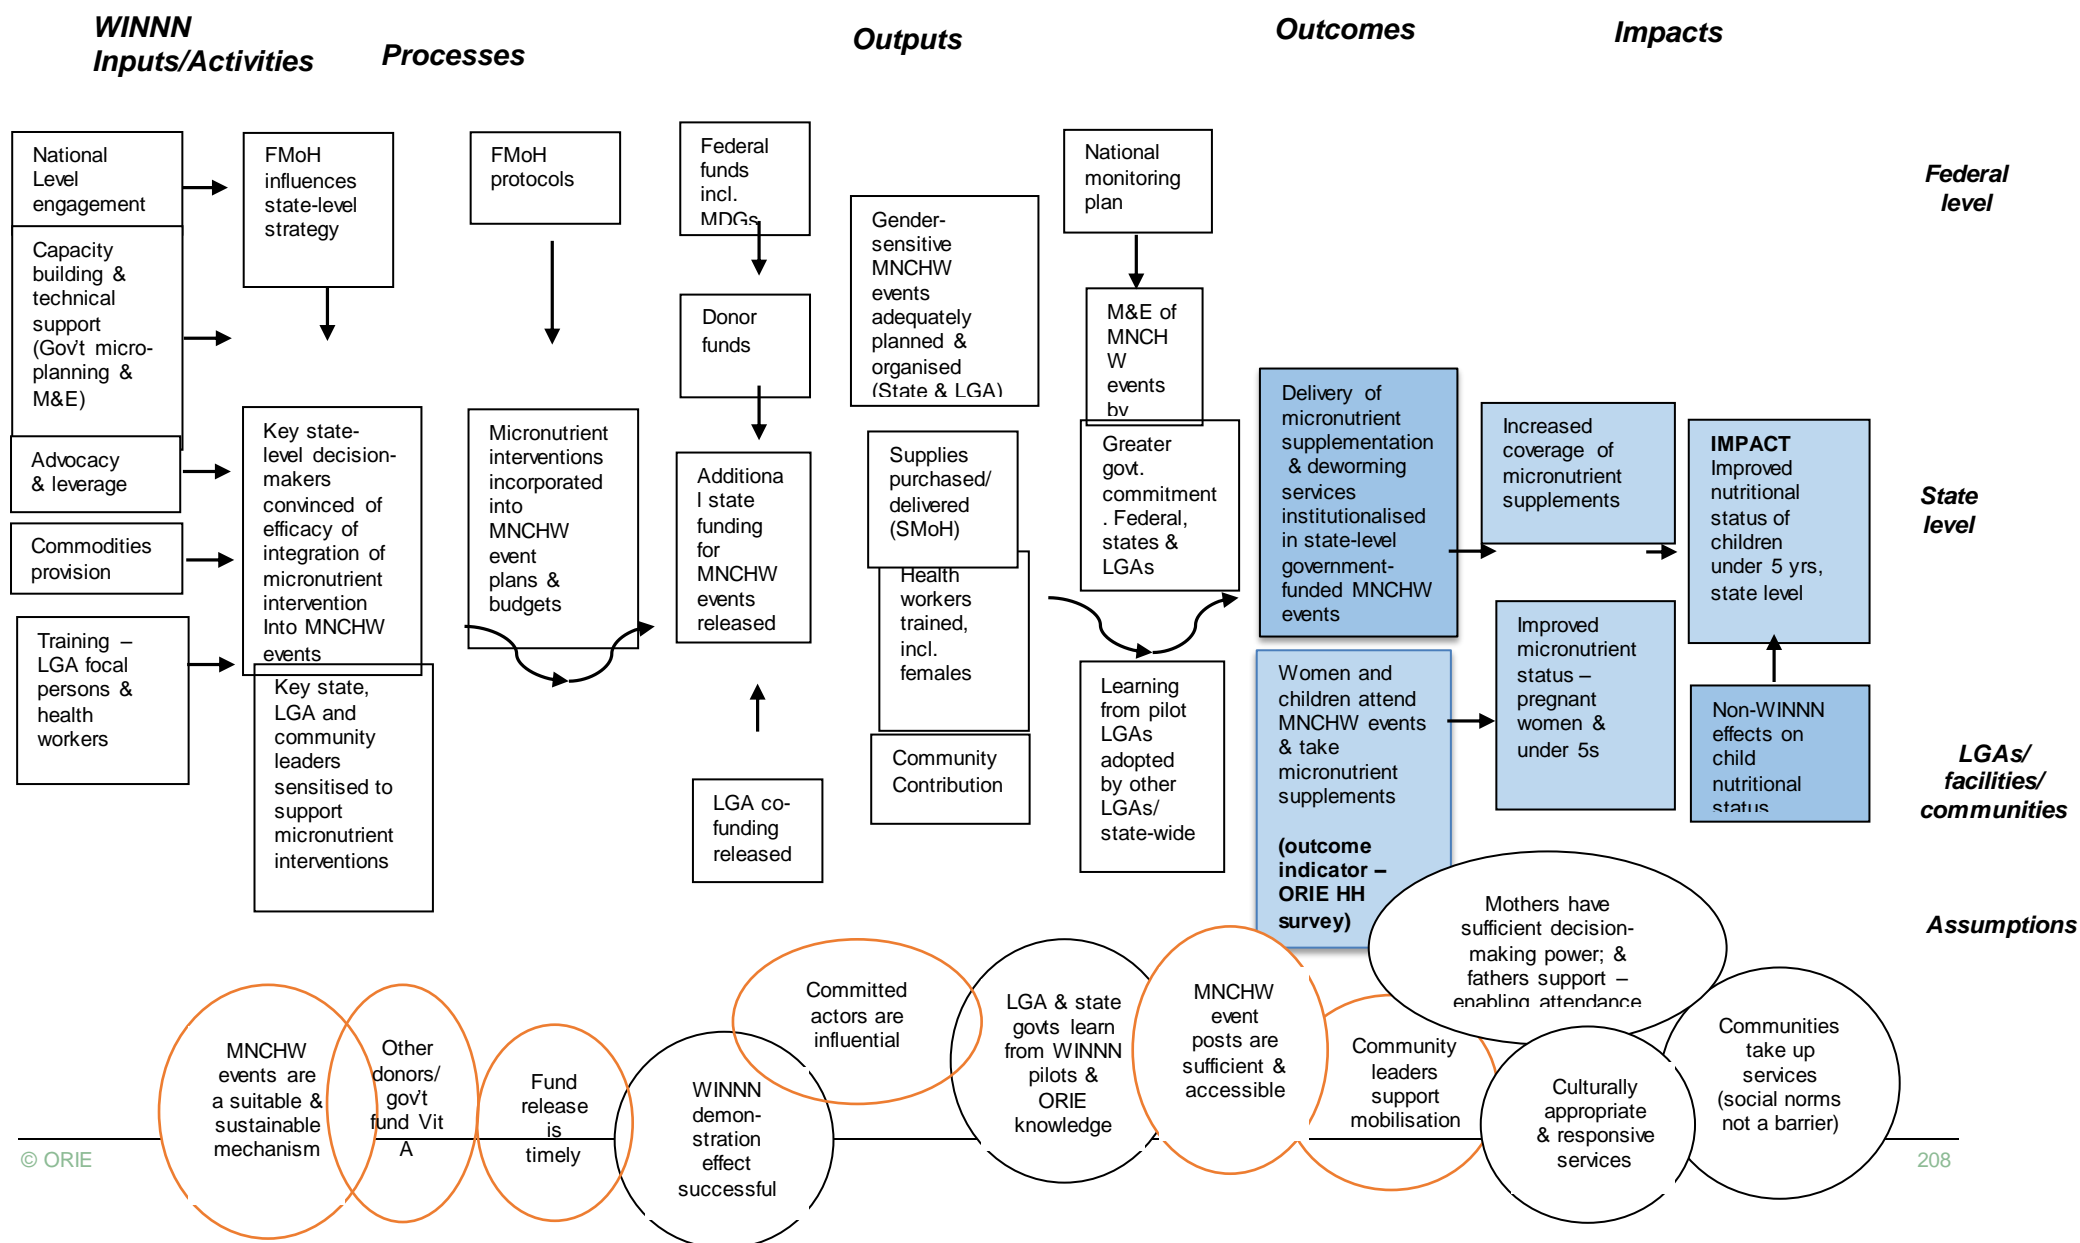 WINNN
Inputs/Activities
Processes
Outputs
Outcomes
Impacts
National
Level
engagement
Capacity
building &
technical
support
(Gov't micro-
planning &
M&E)
Advocacy
& leverage
Commodities
provision
Training –
LGA focal
persons &
health
workers
FMoH
influences
state-level
strategy
Key state-
level decision-
makers
convinced of
efficacy of
integration of
micronutrient
intervention
Into MNCHW
events
Key state,
LGA and
community
leaders
sensitised to
support
micronutrient
interventions
FMoH
protocols
Micronutrient
interventions
incorporated
into
MNCHW
event
plans &
budgets
Federal
funds
incl.
MDGs
Donor
funds
Additiona
l state
funding
for
MNCHW
events
released
LGA co-
funding
released
Gender-
sensitive
MNCHW
events
adequately
planned &
organised
(State & LGA)
Supplies
purchased/
delivered
(SMoH)
Health
workers
trained,
incl.
females
Community
Contribution
National
monitoring
plan
M&E of
MNCH
W
events
by
Greater
govt.
commitment
. Federal,
states &
LGAs
Learning
from pilot
LGAs
adopted
by other
LGAs/
state-wide
Delivery of
micronutrient
supplementation
& deworming
services
institutionalised
in state-level
government-
funded MNCHW
events
Women and
children attend
MNCHW events
& take
micronutrient
supplements
(outcome
indicator –
ORIE HH
survey)
Increased
coverage of
micronutrient
supplements
Improved
micronutrient
status –
pregnant
women &
under 5s
IMPACT
Improved
nutritional
status of
children
under 5 yrs,
state level
Non-WINNN
effects on
child
nutritional
status
Federal
level
State
level
LGAs/
facilities/
communities
Assumptions
MNCHW
events are
a suitable &
sustainable
mechanism
Other
donors/
gov't
fund Vit
A
Fund
release
is
timely
WINNN
demon-
stration
effect
successful
Committed
actors are
influential
LGA & state
govts learn
from WINNN
pilots &
ORIE
knowledge
MNCHW
event
posts are
sufficient &
accessible
Community
leaders
support
mobilisation
Mothers have
sufficient decision-
making power; &
fathers support –
enabling attendance
Culturally
appropriate
& responsive
services
Communities
take up
services
(social norms
not a barrier)
© ORIE
208